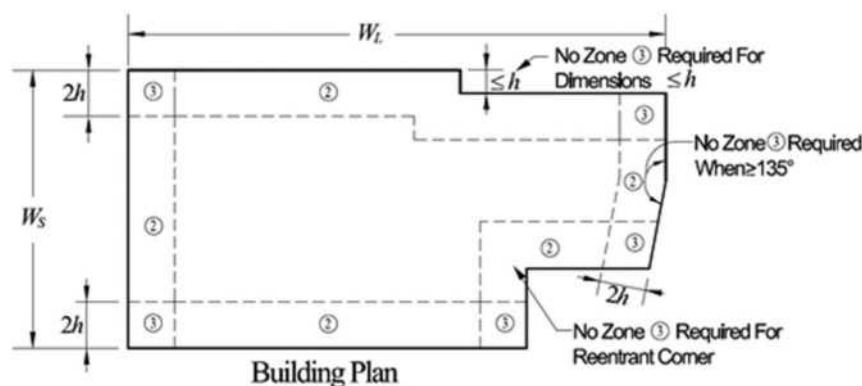 W_L
No Zone ③ Required For
Dimensions ≤h
≤h
2h
③
②
③
No Zone ③ Required
When≥135°
②
W_S
②
②
③
2h
2h
③
②
③
No Zone ③ Required For
Reentrant Corner
Building Plan